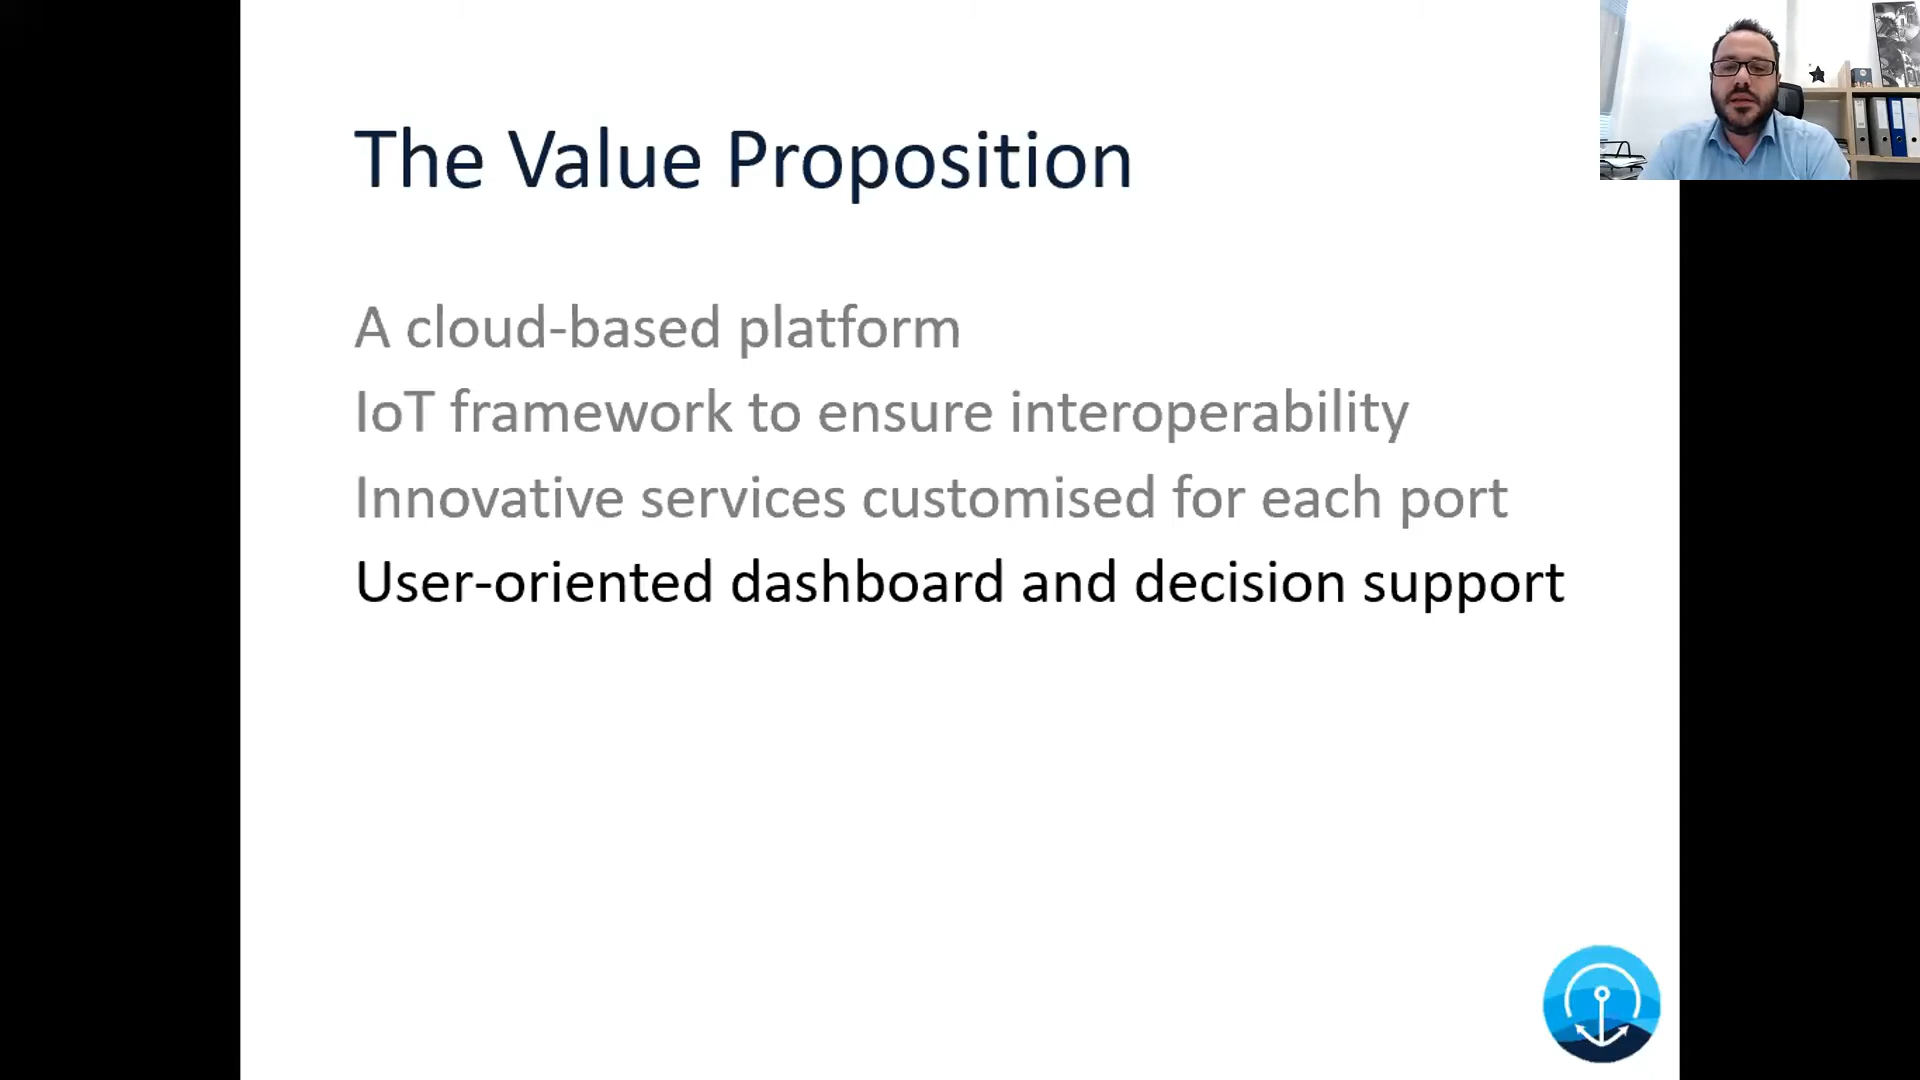 The Value Proposition
A cloud-based platform
IoT framework to ensure interoperability
Innovative services customised for each port
User-oriented dashboard and decision support